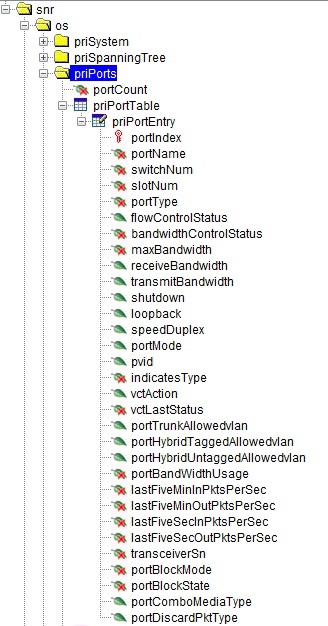 snr
os
priSystem
priSpanningTree
priPorts
portCount
priPortTable
priPortEntry
portIndex
portName
switchNum
slotNum
portType
flowControlStatus
bandwidthControlStatus
maxBandwidth
receiveBandwidth
transmitBandwidth
shutdown
loopback
speedDuplex
portMode
pvid
indicatesType
vctAction
vctLastStatus
portTrunkAllowedvlan
portHybridTaggedAllowedvlan
portHybridUntaggedAllowedvlan
portBandWidthUsage
lastFiveMinInPktsPerSec
lastFiveMinOutPktsPerSec
lastFiveSecInPktsPerSec
lastFiveSecOutPktsPerSec
transceiverSn
portBlockMode
portBlockState
portComboMediaType
portDiscardPktType